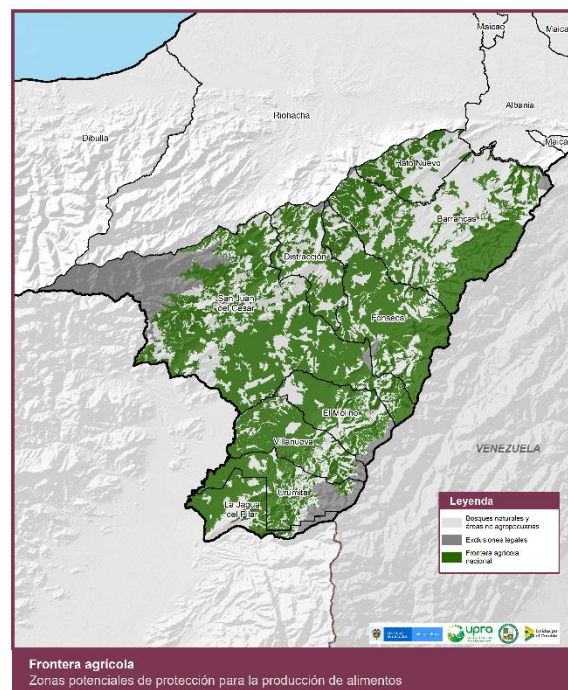 Maicao
Maica
Albania
Riohacha
Dibulla
Maica
Hato Nuevo
Barrancas
Distracción
San Juan
del Cesar
Fonseca
El Molino
Villanueva
VENEZUELA
Urumita
La Jagua
del Pilar
Leyenda
Bosques naturales y
áreas no agropecuarias
Exclusiones legales
Frontera agrícola
nacional
upra
Frontera agrícola
Zonas potenciales de protección para la producción de alimentos